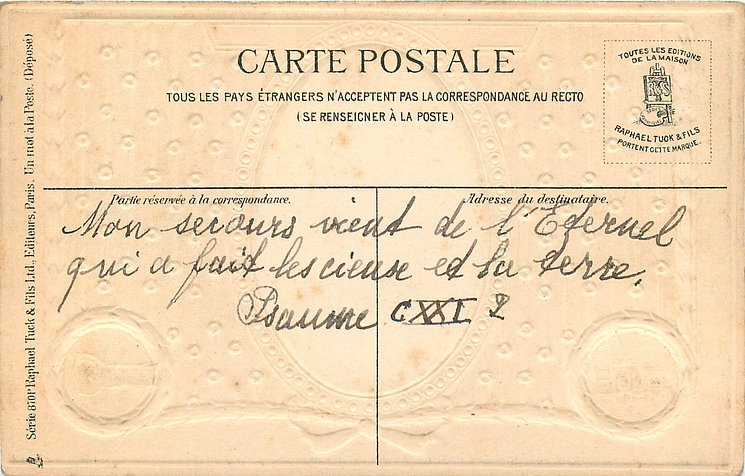 CARTE POSTALE
TOUS LES PAYS ÉTRANGERS N'ACCEPTENT PAS LA CORRESPONDANCE AU RECTO
(SE RENSEIGNER À LA POSTE)
TOUTES LES EDITIONS
DE LA MAISON
RAPHAEL TUCK & FILS
PORTENT CETTE MARQUE.
Partie réservée à la correspondance.
Adresse du destinataire.
Mon secours vient de l'Eternel
qui a fait les cieuse et la terre.
Psaume CXXI 2
Série 870P Raphael Tuck & Fils Ltd., Editeurs, Paris. Un mot à la Poste. (Déposé)